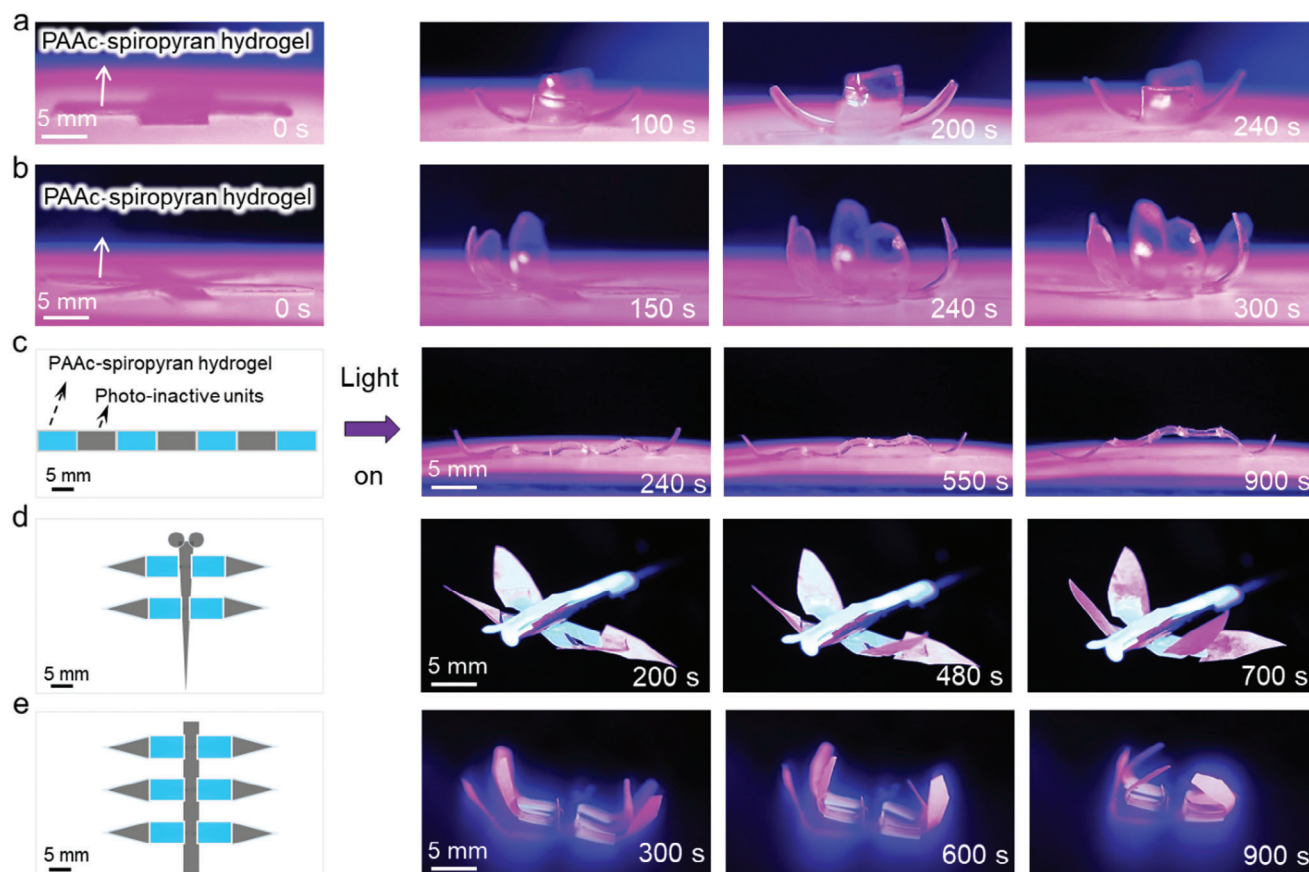 a
PAAc-spiropyran hydrogel
5 mm
0 s
100 s
200 s
240 s
b
PAAc-spiropyran hydrogel
5 mm
0 s
150 s
240 s
300 s
c
PAAc-spiropyran hydrogel
Photo-inactive units
5 mm
Light
on
5 mm
240 s
550 s
900 s
d
5 mm
5 mm
200 s
480 s
700 s
e
5 mm
5 mm
300 s
600 s
900 s